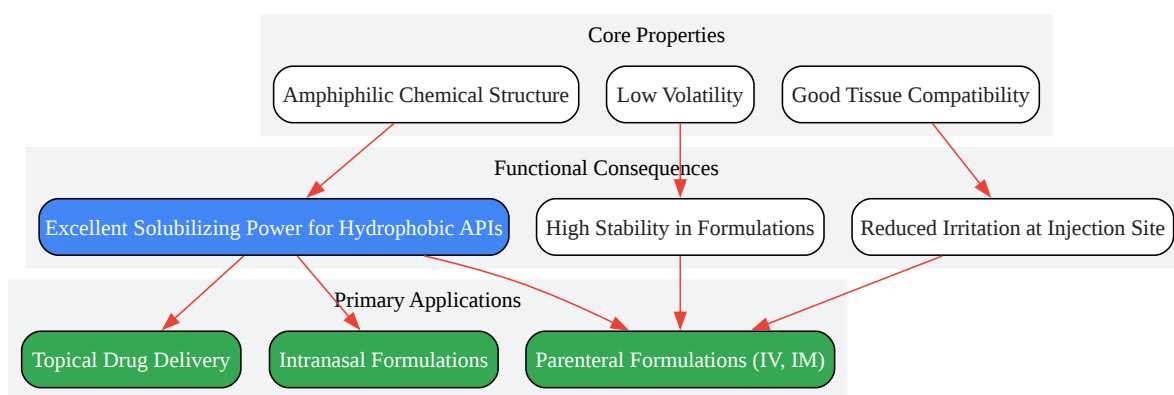 Core Properties
Amphiphilic Chemical Structure
Low Volatility
Good Tissue Compatibility
Functional Consequences
Excellent Solubilizing Power for Hydrophobic APIs
High Stability in Formulations
Reduced Irritation at Injection Site
Primary Applications
Topical Drug Delivery
Intranasal Formulations
Parenteral Formulations (IV, IM)